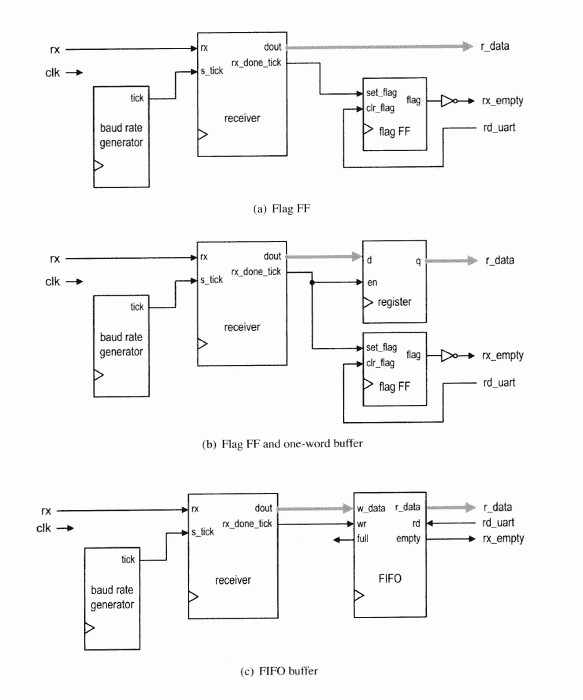 rx
clk
tick
baud rate
generator
rx
s_tick
dout
rx_done_tick
receiver
r_data
set_flag
clr_flag
flag
flag FF
rx_empty
rd_uart
(a) Flag FF
rx
clk
tick
baud rate
generator
rx
s_tick
dout
rx_done_tick
receiver
d
q
en
register
r_data
set_flag
clr_flag
flag
flag FF
rx_empty
rd_uart
(b) Flag FF and one-word buffer
rx
clk
tick
baud rate
generator
rx
s_tick
dout
rx_done_tick
receiver
w_data
r_data
wr
rd
full
empty
FIFO
r_data
rd_uart
rx_empty
(c) FIFO buffer